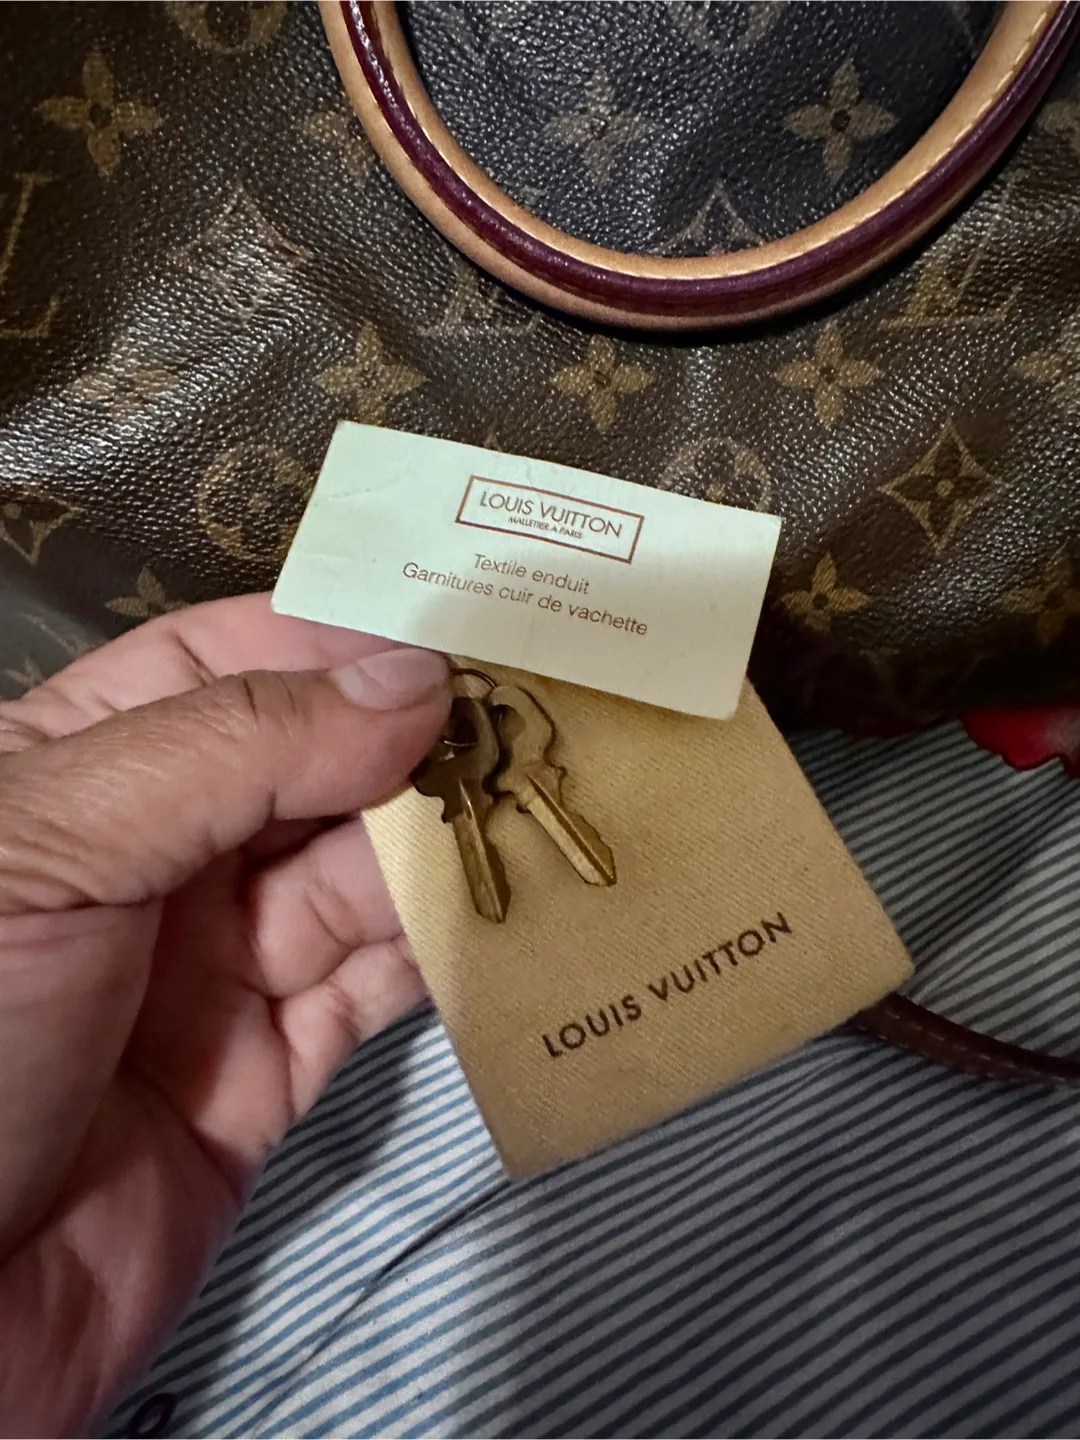 LOUIS VUITTON
MALLETIER A PARIS
Textile enduit
Garnitures cuir de vachette
LOUIS VUITTON